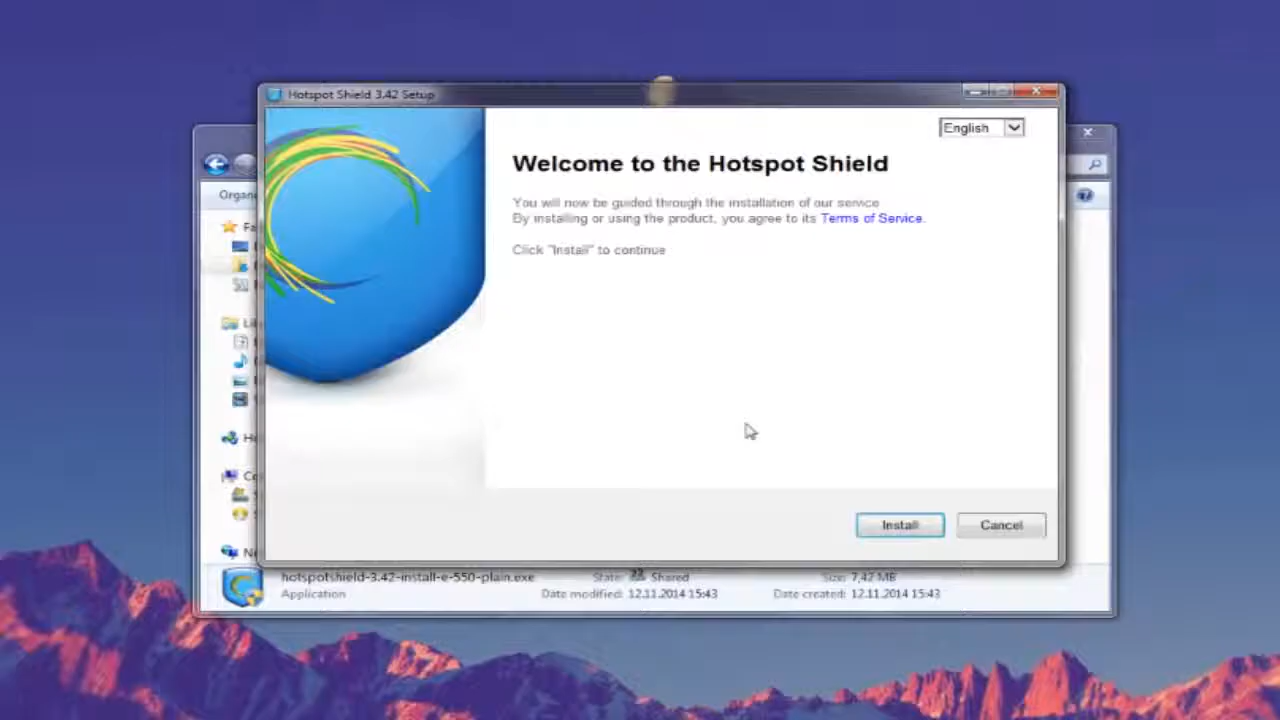 Hotspot Shield 3.42 Setup
English
Welcome to the Hotspot Shield
You will now be guided through the installation of our service
By installing or using the product, you agree to its Terms of Service.
Click "Install" to continue
Install
Cancel
hotspotshield-3.42-install-e-550-plain.exe
State: Shared
Size: 7,42 MB
Application
Date modified: 12.11.2014 15:43
Date created: 12.11.2014 15:43